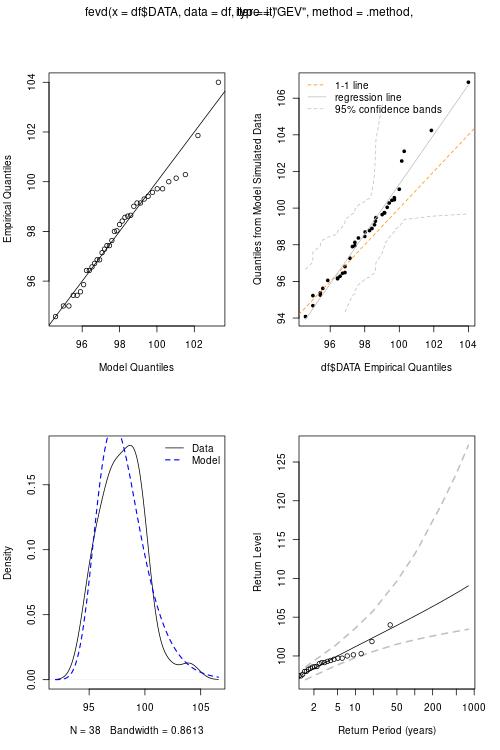 fevd(x = df$DATA, data = df, type = "GEV", method = .method,
104
102
100
98
96
Empirical Quantiles
96
98
100
102
Model Quantiles
1-1 line
regression line
95% confidence bands
106
104
102
100
98
96
94
Quantiles from Model Simulated Data
96
98
100
102
104
df$DATA Empirical Quantiles
Data
Model
0.15
0.10
0.05
0.00
Density
95
100
105
N = 38 Bandwidth = 0.8613
125
120
115
110
105
100
Return Level
2
5
10
50
200
1000
Return Period (years)